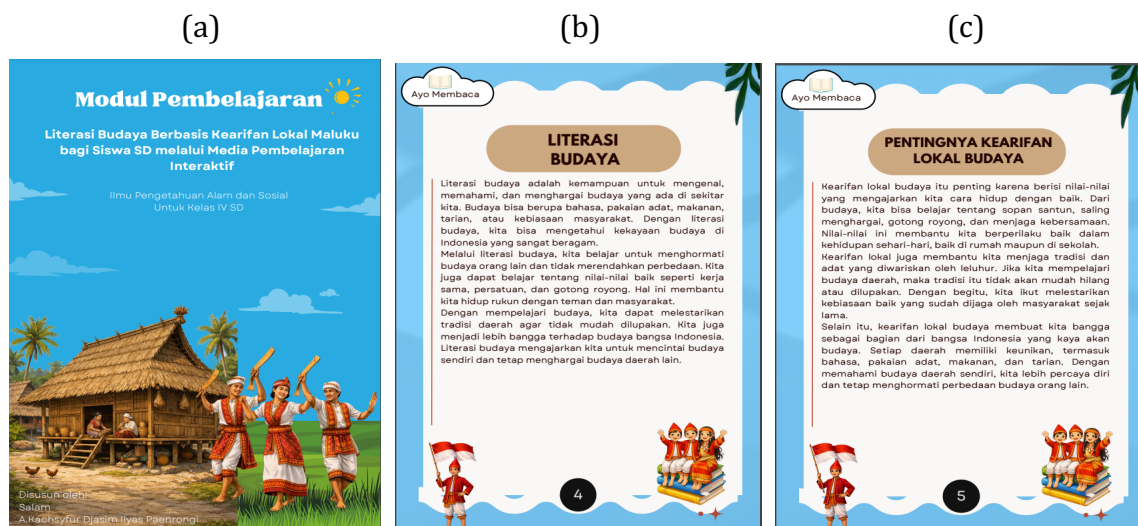 (a)
Modul Pembelajaran
Literasi Budaya Berbasis Kearifan Lokal Maluku
bagi Siswa SD melalui Media Pembelajaran
Interaktif
Ilmu Pengetahuan Alam dan Sosial
Untuk Kelas IV SD
Disusun oleh:
Salam
A.Kachsyfur Djasim Ilyas Paenrongi
(b)
Ayo Membaca
LITERASI
BUDAYA
Literasi budaya adalah kemampuan untuk mengenal,
memahami, dan menghargai budaya yang ada di sekitar
kita. Budaya bisa berupa bahasa, pakaian adat, makanan,
tarian, atau kebiasaan masyarakat. Dengan literasi
budaya, kita bisa mengetahui kekayaan budaya di
Indonesia yang sangat beragam.
Melalui literasi budaya, kita belajar untuk menghormati
budaya orang lain dan tidak merendahkan perbedaan. Kita
juga dapat belajar tentang nilai-nilai baik seperti kerja
sama, persatuan, dan gotong royong. Hal ini membantu
kita hidup rukun dengan teman dan masyarakat.
Dengan mempelajari budaya, kita dapat melestarikan
tradisi daerah agar tidak mudah dilupakan. Kita juga
menjadi lebih bangga terhadap budaya bangsa Indonesia.
Literasi budaya mengajarkan kita untuk mencintai budaya
sendiri dan tetap menghargai budaya daerah lain.
4
(c)
Ayo Membaca
PENTINGNYA KEARIFAN
LOKAL BUDAYA
Kearifan lokal budaya itu penting karena berisi nilai-nilai
yang mengajarkan kita cara hidup dengan baik. Dari
budaya, kita bisa belajar tentang sopan santun, saling
menghargai, gotong royong, dan menjaga kebersamaan.
Nilai-nilai ini membantu kita berperilaku baik dalam
kehidupan sehari-hari, baik di rumah maupun di sekolah.
Kearifan lokal juga membantu kita menjaga tradisi dan
adat yang diwariskan oleh leluhur. Jika kita mempelajari
budaya daerah, maka tradisi itu tidak akan mudah hilang
atau dilupakan. Dengan begitu, kita ikut melestarikan
kebiasaan baik yang sudah dijaga oleh masyarakat sejak
lama.
Selain itu, kearifan lokal budaya membuat kita bangga
sebagai bagian dari bangsa Indonesia yang kaya akan
budaya. Setiap daerah memiliki keunikan, termasuk
bahasa, pakaian adat, makanan, dan tarian. Dengan
memahami budaya daerah sendiri, kita lebih percaya diri
dan tetap menghormati perbedaan budaya orang lain.
5